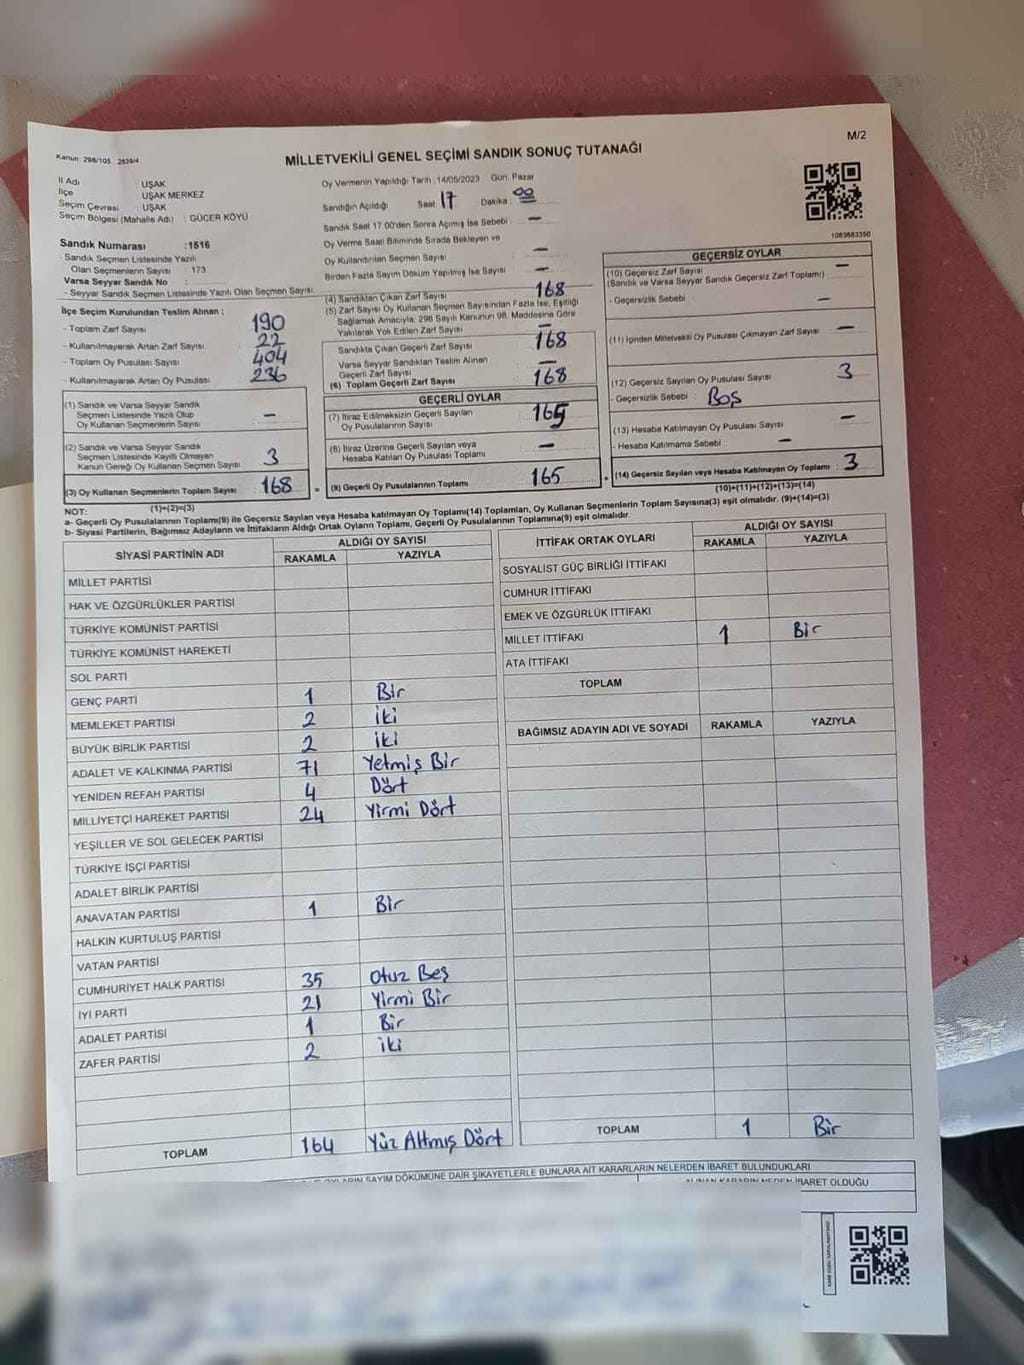 Kanun: 298/105 , 2839/4
M/2
MİLLETVEKİLİ GENEL SEÇİMİ SANDIK SONUÇ TUTANAĞI
İl Adı : UŞAK
İlçe : UŞAK MERKEZ
Seçim Çevresi : UŞAK
Seçim Bölgesi (Mahalle Adı) : GÜCER KÖYÜ
Sandık Numarası : 1516
- Sandık Seçmen Listesinde Yazılı
Olan Seçmenlerin Sayısı : 173
Varsa Seyyar Sandık No :
- Seyyar Sandık Seçmen Listesinde Yazılı Olan Seçmen Sayısı
İlçe Seçim Kurulundan Teslim Alınan ;
- Toplam Zarf Sayısı 190
- Kullanılmayarak Artan Zarf Sayısı 22
- Toplam Oy Pusulası Sayısı 404
- Kullanılmayarak Artan Oy Pusulası 236
(1) Sandık ve Varsa Seyyar Sandık
Seçmen Listesinde Yazılı Olup
Oy Kullanan Seçmenlerin Sayısı -
(2) Sandık ve Varsa Seyyar Sandık
Seçmen Listesinde Kayıtlı Olmayan
Kanun Gereği Oy Kullanan Seçmen Sayısı 3
(3) Oy Kullanan Seçmenlerin Toplam Sayısı 168
(1)+(2)=(3)
Oy Vermenin Yapıldığı Tarih : 14/05/2023 Gün: Pazar
Sandığın Açıldığı Saat 17 Dakika 00
Sandık Saat 17.00'den Sonra Açımış İse Sebebi : -
Oy Verme Saati Bitiminde Sırada Bekleyen ve
Oy Kullandırılan Seçmen Sayısı -
Birden Fazla Sayım Döküm Yapılmış İse Sayısı -
(4) Sandıktan Çıkan Zarf Sayısı 168
(5) Zarf Sayısı Oy Kullanan Seçmen Sayısından Fazla İse, Eşitliği
Sağlamak Amacıyla; 298 Sayılı Kanunun 98. Maddesine Göre
Yakılarak Yok Edilen Zarf Sayısı -
Sandıkta Çıkan Geçerli Zarf Sayısı 168
Varsa Seyyar Sandıktan Teslim Alınan
Geçerli Zarf Sayısı -
(6) Toplam Geçerli Zarf Sayısı 168
GEÇERLİ OYLAR
(7) İtiraz Edilmeksizin Geçerli Sayılan
Oy Pusulalarının Sayısı 165
(8) İtiraz Üzerine Geçerli Sayılan veya
Hesaba Katılan Oy Pusulası Toplamı -
(9) Geçerli Oy Pusulalarının Toplamı 165
1083683350
GEÇERSİZ OYLAR
(10) Geçersiz Zarf Sayısı -
(Sandık ve Varsa Seyyar Sandık Geçersiz Zarf Toplamı)
- Geçersizlik Sebebi : -
(11) İçinden Milletvekili Oy Pusulası Çıkmayan Zarf Sayısı -
(12) Geçersiz Sayılan Oy Pusulası Sayısı 3
- Geçersizlik Sebebi : Boş
(13) Hesaba Katılmayan Oy Pusulası Sayısı -
- Hesaba Katılmama Sebebi : -
(14) Geçersiz Sayılan veya Hesaba Katılmayan Oy Toplamı 3
(10)+(11)+(12)+(13)=(14)
NOT:
a- Geçerli Oy Pusulalarının Toplamı(9) ile Geçersiz Sayılan veya Hesaba katılmayan Oy Toplam(14) Toplamları, Oy Kullanan Seçmenlerin Toplam Sayısına(3) eşit olmalıdır. (9)+(14)=(3)
b- Siyasi Partilerin, Bağımsız Adayların ve İttifakların Aldığı Ortak Oyların Toplamı, Geçerli Oy Pusulalarının Toplamına(9) eşit olmalıdır.
SİYASİ PARTİNİN ADI ALDIĞI OY SAYISI
RAKAMLA YAZIYLA
MİLLET PARTİSİ
HAK VE ÖZGÜRLÜKLER PARTİSİ
TÜRKİYE KOMÜNİST PARTİSİ
TÜRKİYE KOMÜNİST HAREKETİ
SOL PARTİ
GENÇ PARTİ 1 Bir
MEMLEKET PARTİSİ 2 iki
BÜYÜK BİRLİK PARTİSİ 2 iki
ADALET VE KALKINMA PARTİSİ 71 Yetmiş Bir
YENİDEN REFAH PARTİSİ 4 Dört
MİLLİYETÇİ HAREKET PARTİSİ 24 Yirmi Dört
YEŞİLLER VE SOL GELECEK PARTİSİ
TÜRKİYE İŞÇİ PARTİSİ
ADALET BİRLİK PARTİSİ
ANAVATAN PARTİSİ 1 Bir
HALKIN KURTULUŞ PARTİSİ
VATAN PARTİSİ
CUMHURİYET HALK PARTİSİ 35 Otuz Beş
İYİ PARTİ 21 Yirmi Bir
ADALET PARTİSİ 1 Bir
ZAFER PARTİSİ 2 iki
TOPLAM 164 Yüz Altmış Dört
İTTİFAK ORTAK OYLARI ALDIĞI OY SAYISI
RAKAMLA YAZIYLA
SOSYALİST GÜÇ BİRLİĞİ İTTİFAKI
CUMHUR İTTİFAKI
EMEK VE ÖZGÜRLÜK İTTİFAKI
MİLLET İTTİFAKI 1 Bir
ATA İTTİFAKI
TOPLAM
BAĞIMSIZ ADAYIN ADI VE SOYADI RAKAMLA YAZIYLA
TOPLAM 1 Bir
OYLARIN SAYIM DÖKÜMÜNE DAİR ŞİKAYETLERLE BUNLARA AİT KARARLARIN NELERDEN İBARET BULUNDUKLARI
ALINAN KARARIN NEDEN İBARET OLDUĞU